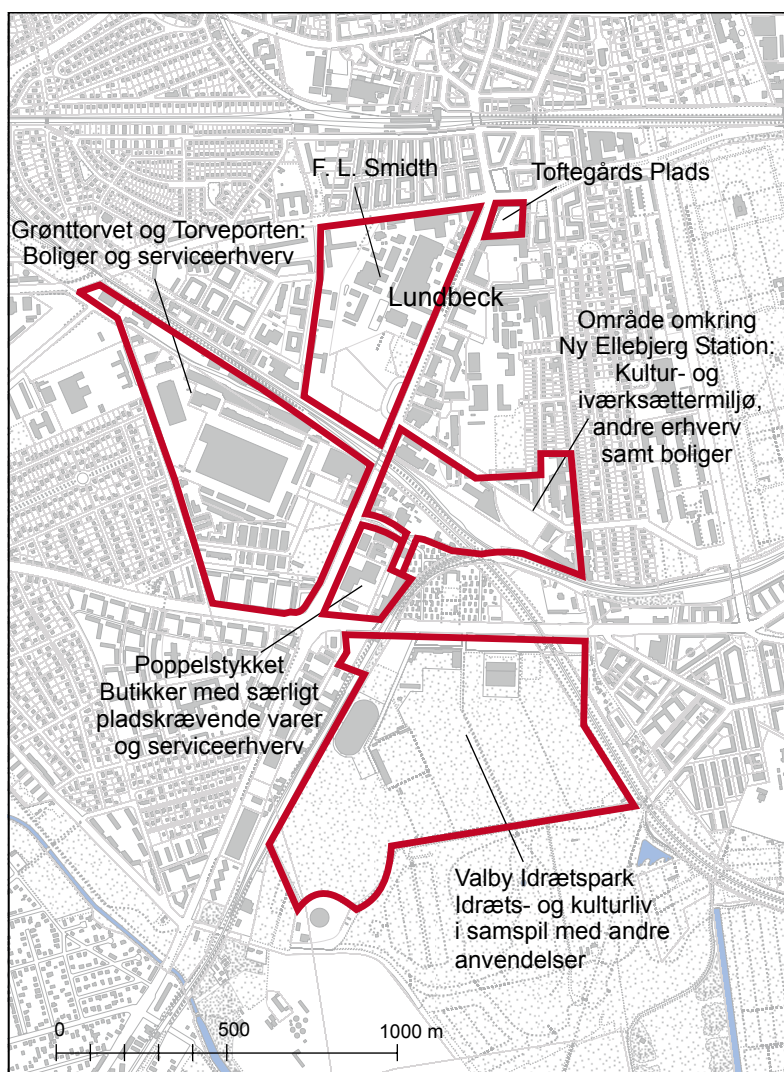 F. L. Smidth
Toftegårds Plads
Grønttorvet og Torveporten:
Boliger og serviceerhverv
Lundbeck
Område omkring
Ny Ellebjerg Station:
Kultur- og
iværksættermiljø,
andre erhverv
samt boliger
Poppelstykket
Butikker med særligt
pladskrævende varer
og serviceerhverv
Valby Idrætspark
Idræts- og kulturliv
i samspil med andre
anvendelser
0 500 1000 m